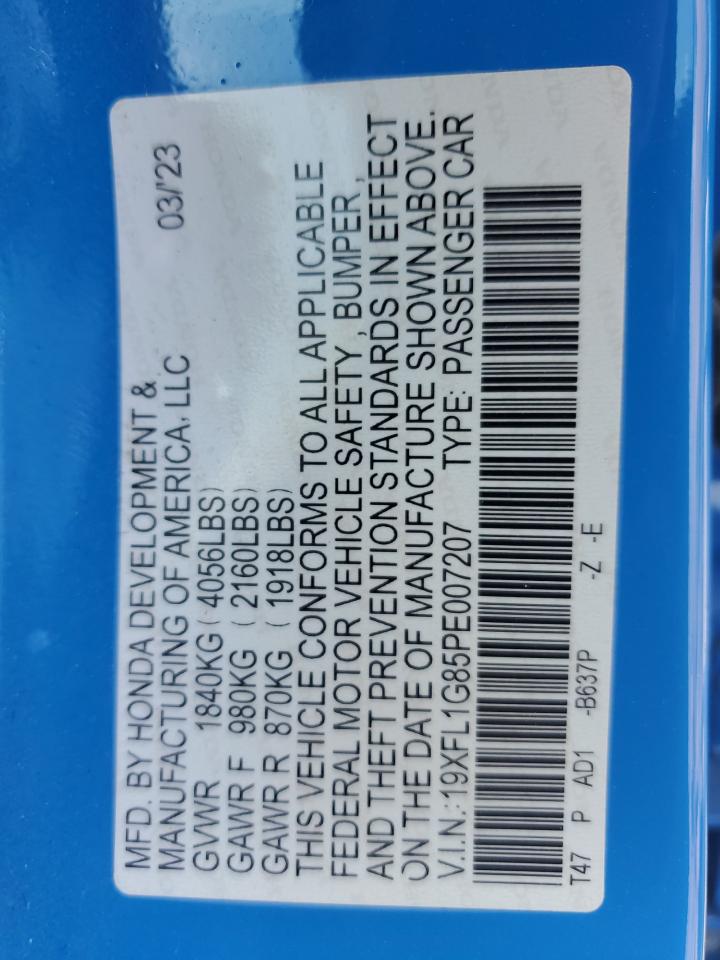 MFD. BY HONDA DEVELOPMENT &
MANUFACTURING OF AMERICA, LLC 03/'23
GVWR 1840KG ( 4056LBS)
GAWR F 980KG ( 2160LBS)
GAWR R 870KG ( 1918LBS)
THIS VEHICLE CONFORMS TO ALL APPLICABLE
FEDERAL MOTOR VEHICLE SAFETY , BUMPER ,
AND THEFT PREVENTION STANDARDS IN EFFECT
ON THE DATE OF MANUFACTURE SHOWN ABOVE.
V.I.N.:19XFL1G85PE007207 TYPE: PASSENGER CAR
T47 P AD1 -B637P -Z -E